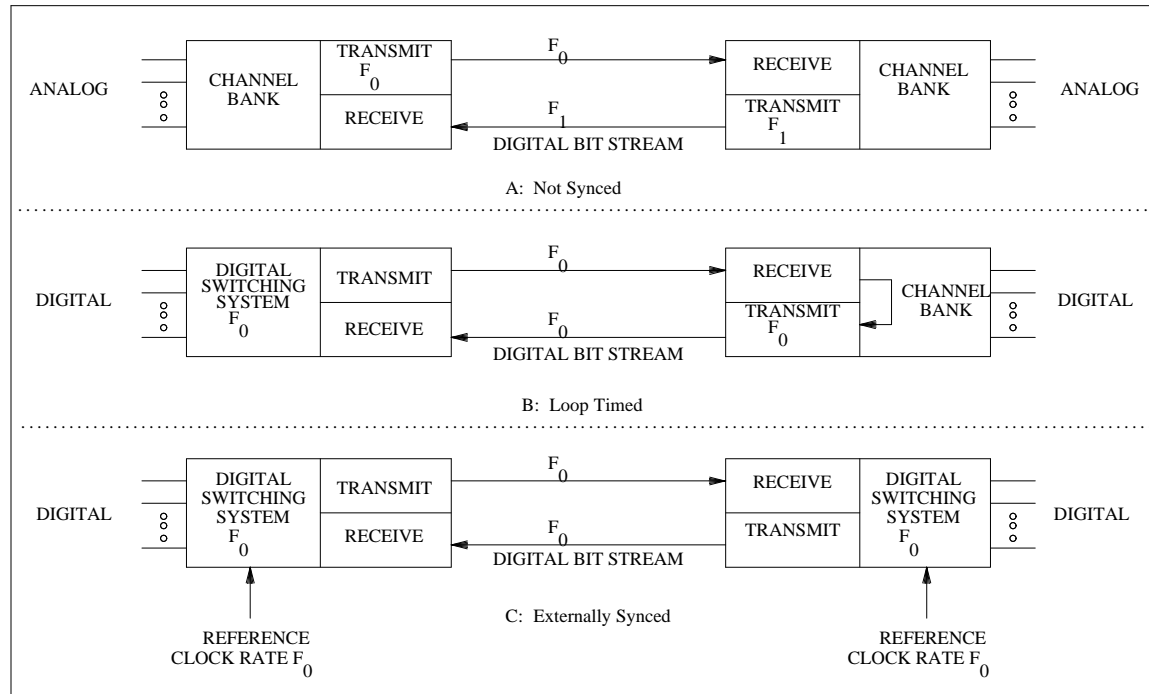 ANALOG
CHANNEL
BANK
TRANSMIT
F0
RECEIVE
F0
F1
DIGITAL BIT STREAM
RECEIVE
TRANSMIT
F1
CHANNEL
BANK
ANALOG
A: Not Synced
DIGITAL
DIGITAL
SWITCHING
SYSTEM
F0
TRANSMIT
RECEIVE
F0
F0
DIGITAL BIT STREAM
RECEIVE
TRANSMIT
F0
CHANNEL
BANK
DIGITAL
B: Loop Timed
DIGITAL
DIGITAL
SWITCHING
SYSTEM
F0
TRANSMIT
RECEIVE
F0
F0
DIGITAL BIT STREAM
RECEIVE
TRANSMIT
DIGITAL
SWITCHING
SYSTEM
F0
DIGITAL
C: Externally Synced
REFERENCE
CLOCK RATE F0
REFERENCE
CLOCK RATE F0